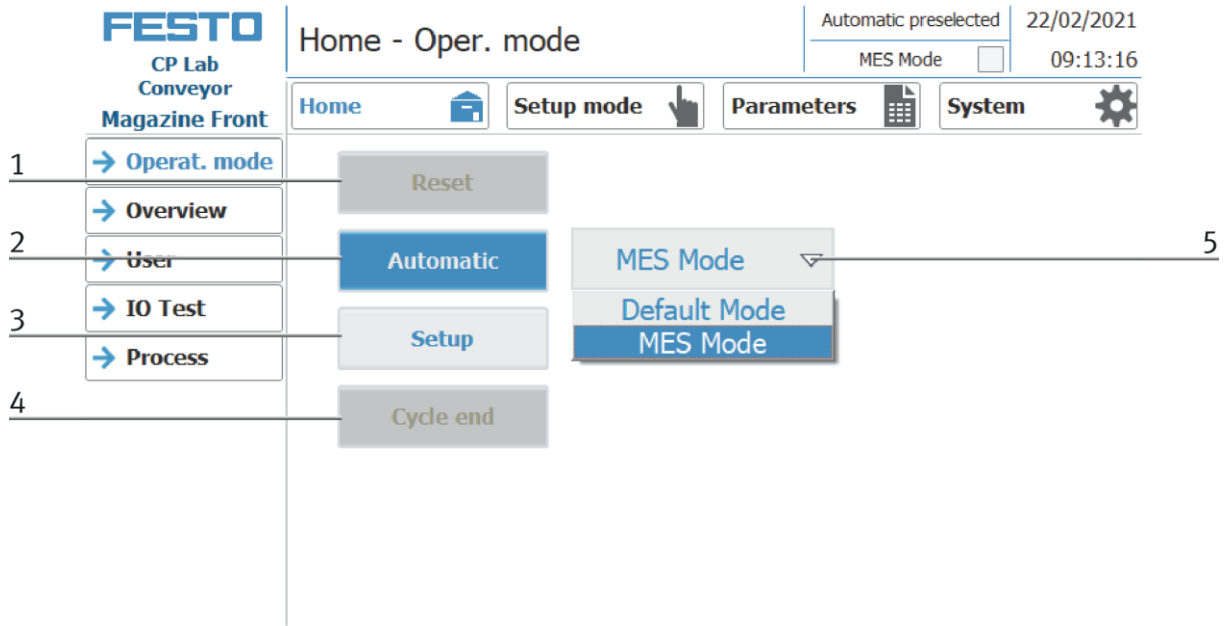 FESTO
CP Lab
Conveyor
Magazine Front
Home - Oper. mode
Automatic preselected
MES Mode
22/02/2021
09:13:16
Home
Setup mode
Parameters
System
Operat. mode
Overview
User
IO Test
Process
1
2
3
4
5
Reset
Automatic
Setup
Cycle end
MES Mode
Default Mode
MES Mode